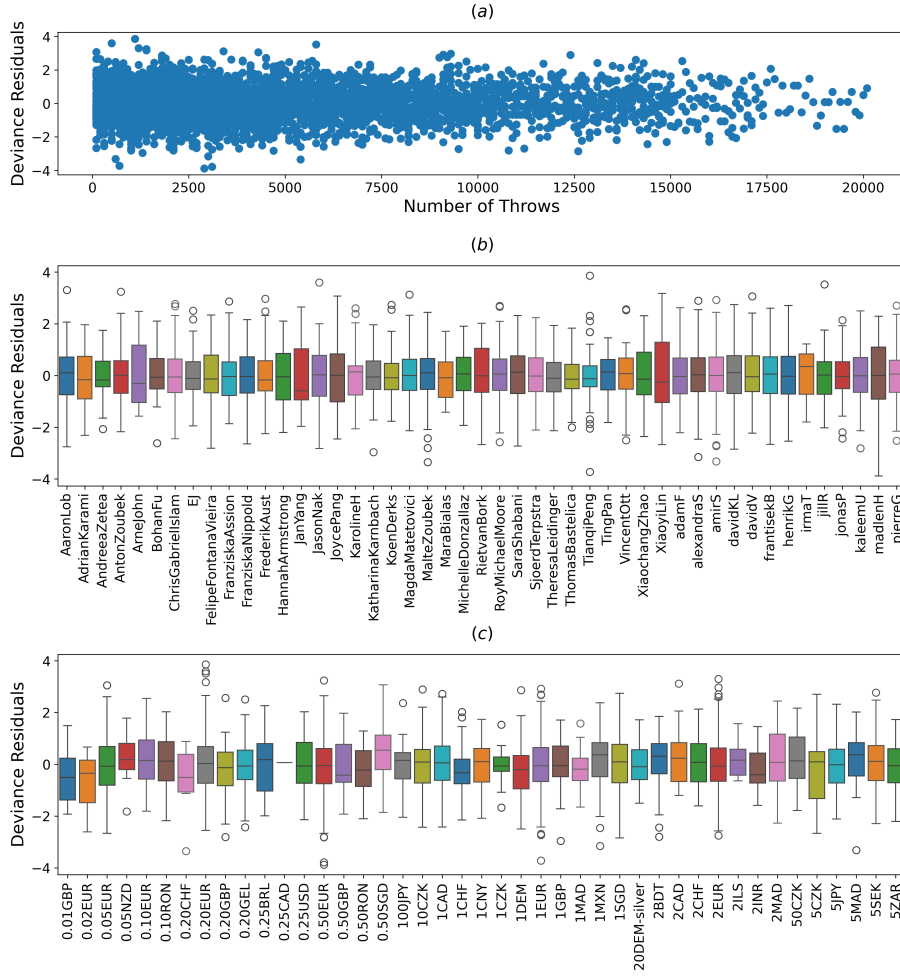 (a)
Deviance Residuals
4
2
0
−2
−4
0 2500 5000 7500 10000 12500 15000 17500 20000
Number of Throws
(b)
Deviance Residuals
4
2
0
−2
−4
AaronLob
AdrianKarami
AndreeaZetea
AntonZoubek
ArneJohn
BohanFu
ChrisGabrielIslam
EJ
FelipeFontanaVieira
FranziskaAssion
FranziskaNippold
FrederikAust
HannahArmstrong
JanYang
JasonNak
JoycePang
KarolineH
KatharinaKarnbach
KoenDerks
MagdaMatetovici
MalteZoubek
MaraBialas
MichelleDonzallaz
RietvanBork
RoyMichaelMoore
SaraShabani
SjoerdTerpstra
TheresaLeidinger
ThomasBastelica
TianqiPeng
TingPan
VincentOtt
XiaochangZhao
XiaoyiLin
adamF
alexandraS
amirS
davidKL
davidV
frantisekB
henrikG
irmaT
jillR
jonasP
kaleemU
madlenH
pierreG
(c)
Deviance Residuals
4
2
0
−2
−4
0.01GBP
0.02EUR
0.05EUR
0.05NZD
0.10EUR
0.10RON
0.20CHF
0.20EUR
0.20GBP
0.20GEL
0.25BRL
0.25CAD
0.25USD
0.50EUR
0.50GBP
0.50RON
0.50SGD
100JPY
10CZK
1CAD
1CHF
1CNY
1CZK
1DEM
1EUR
1GBP
1MAD
1MXN
1SGD
20DEM-silver
2BDT
2CAD
2CHF
2EUR
2ILS
2INR
2MAD
50CZK
5CZK
5JPY
5MAD
5SEK
5ZAR